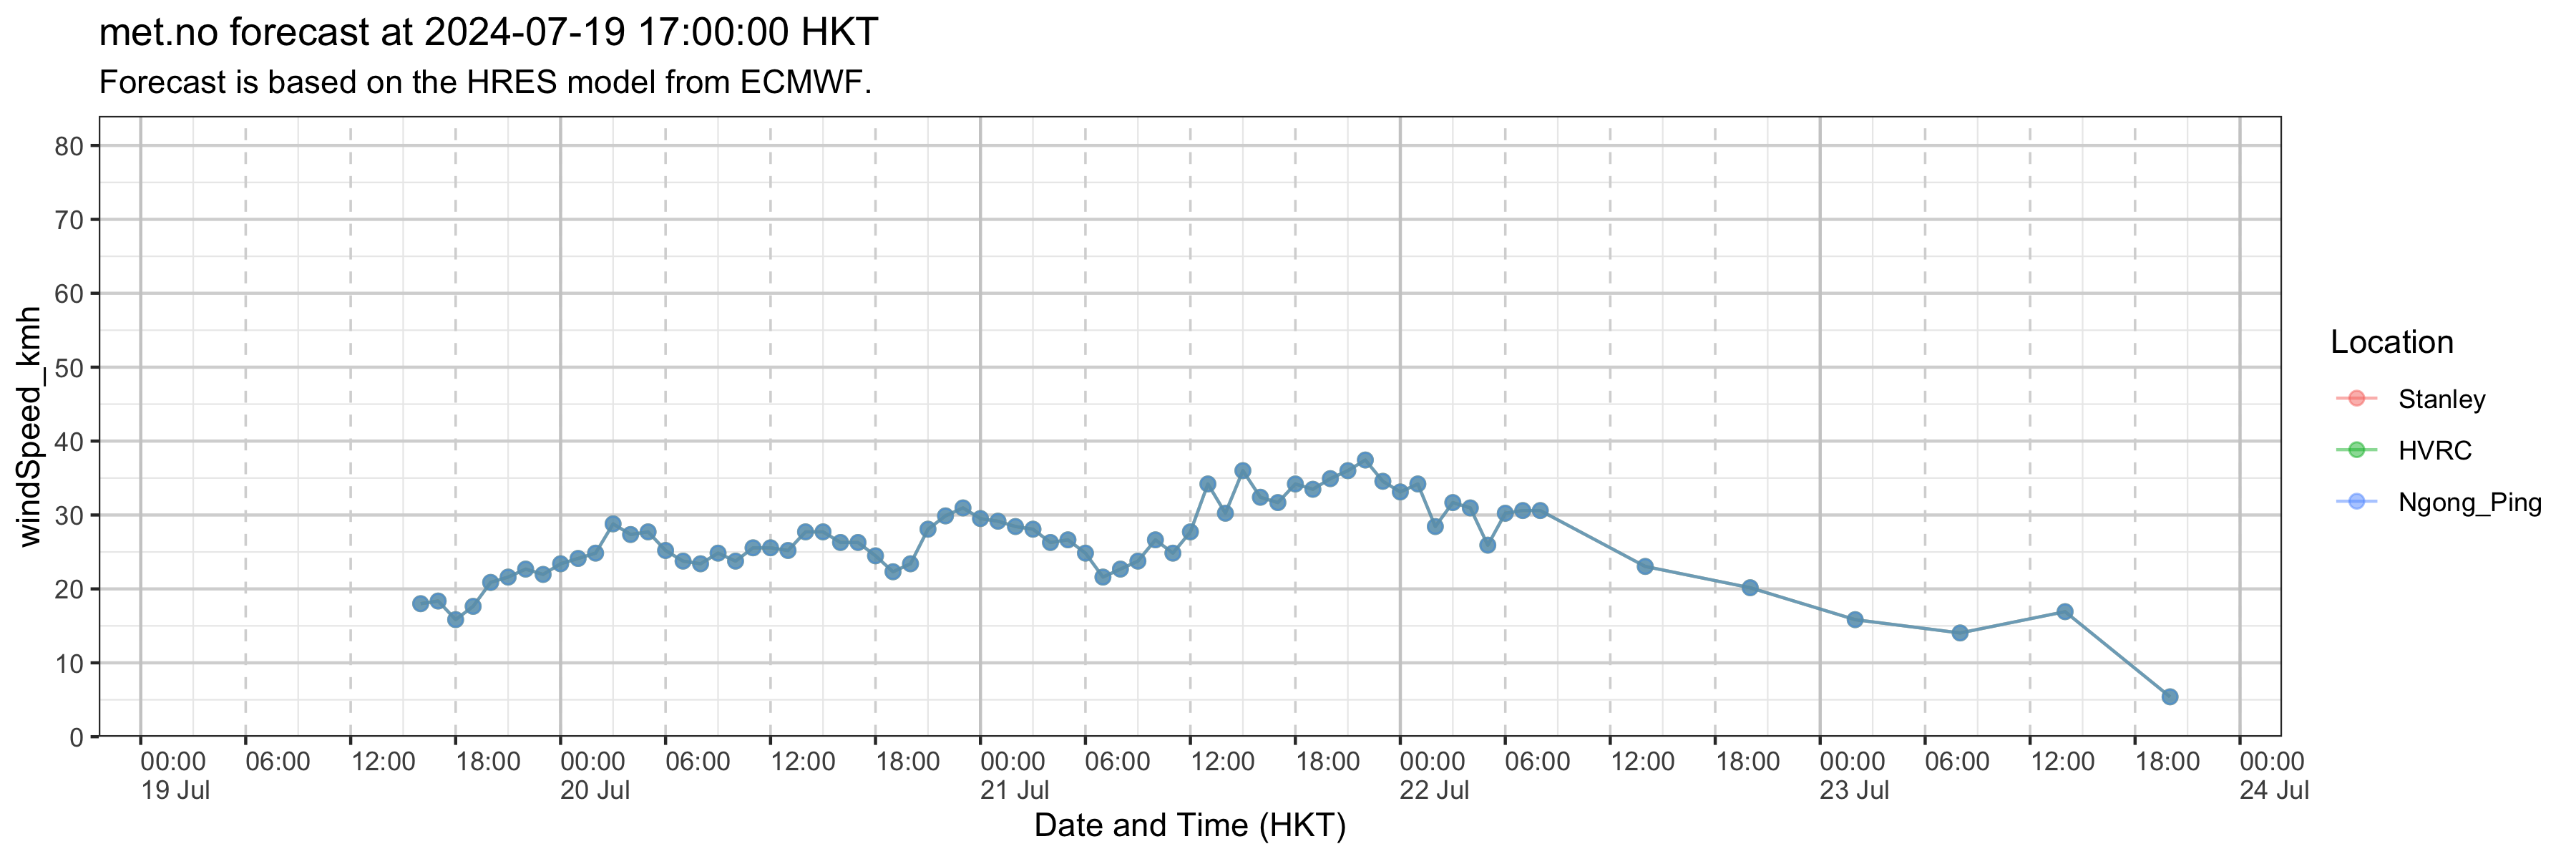 met.no forecast at 2024-07-19 17:00:00 HKT
Forecast is based on the HRES model from ECMWF.
windSpeed_kmh
80
70
60
50
40
30
20
10
0
00:00 06:00 12:00 18:00 00:00 06:00 12:00 18:00 00:00 06:00 12:00 18:00 00:00 06:00 12:00 18:00 00:00 06:00 12:00 18:00 00:00
19 Jul 20 Jul 21 Jul 22 Jul 23 Jul 24 Jul
Date and Time (HKT)
Location
Stanley
HVRC
Ngong_Ping